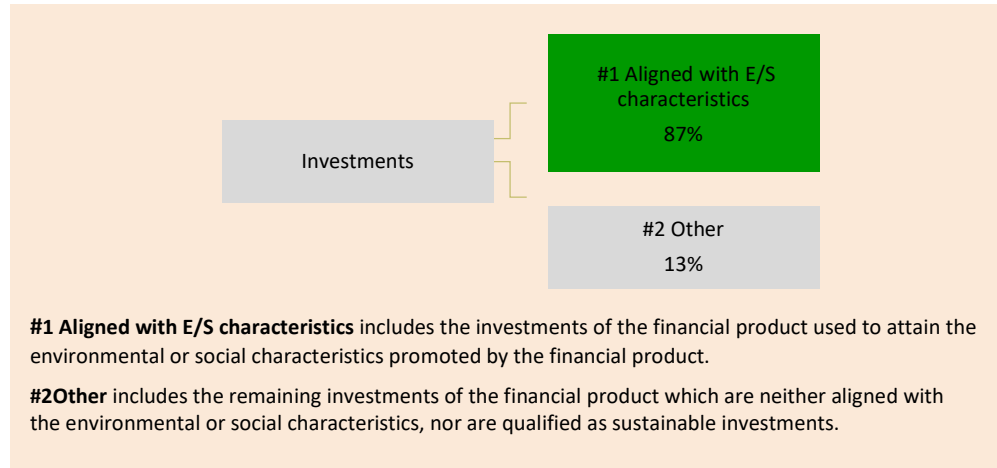 #1 Aligned with E/S
characteristics
87%
Investments
#2 Other
13%
#1 Aligned with E/S characteristics includes the investments of the financial product used to attain the
environmental or social characteristics promoted by the financial product.
#2Other includes the remaining investments of the financial product which are neither aligned with
the environmental or social characteristics, nor are qualified as sustainable investments.